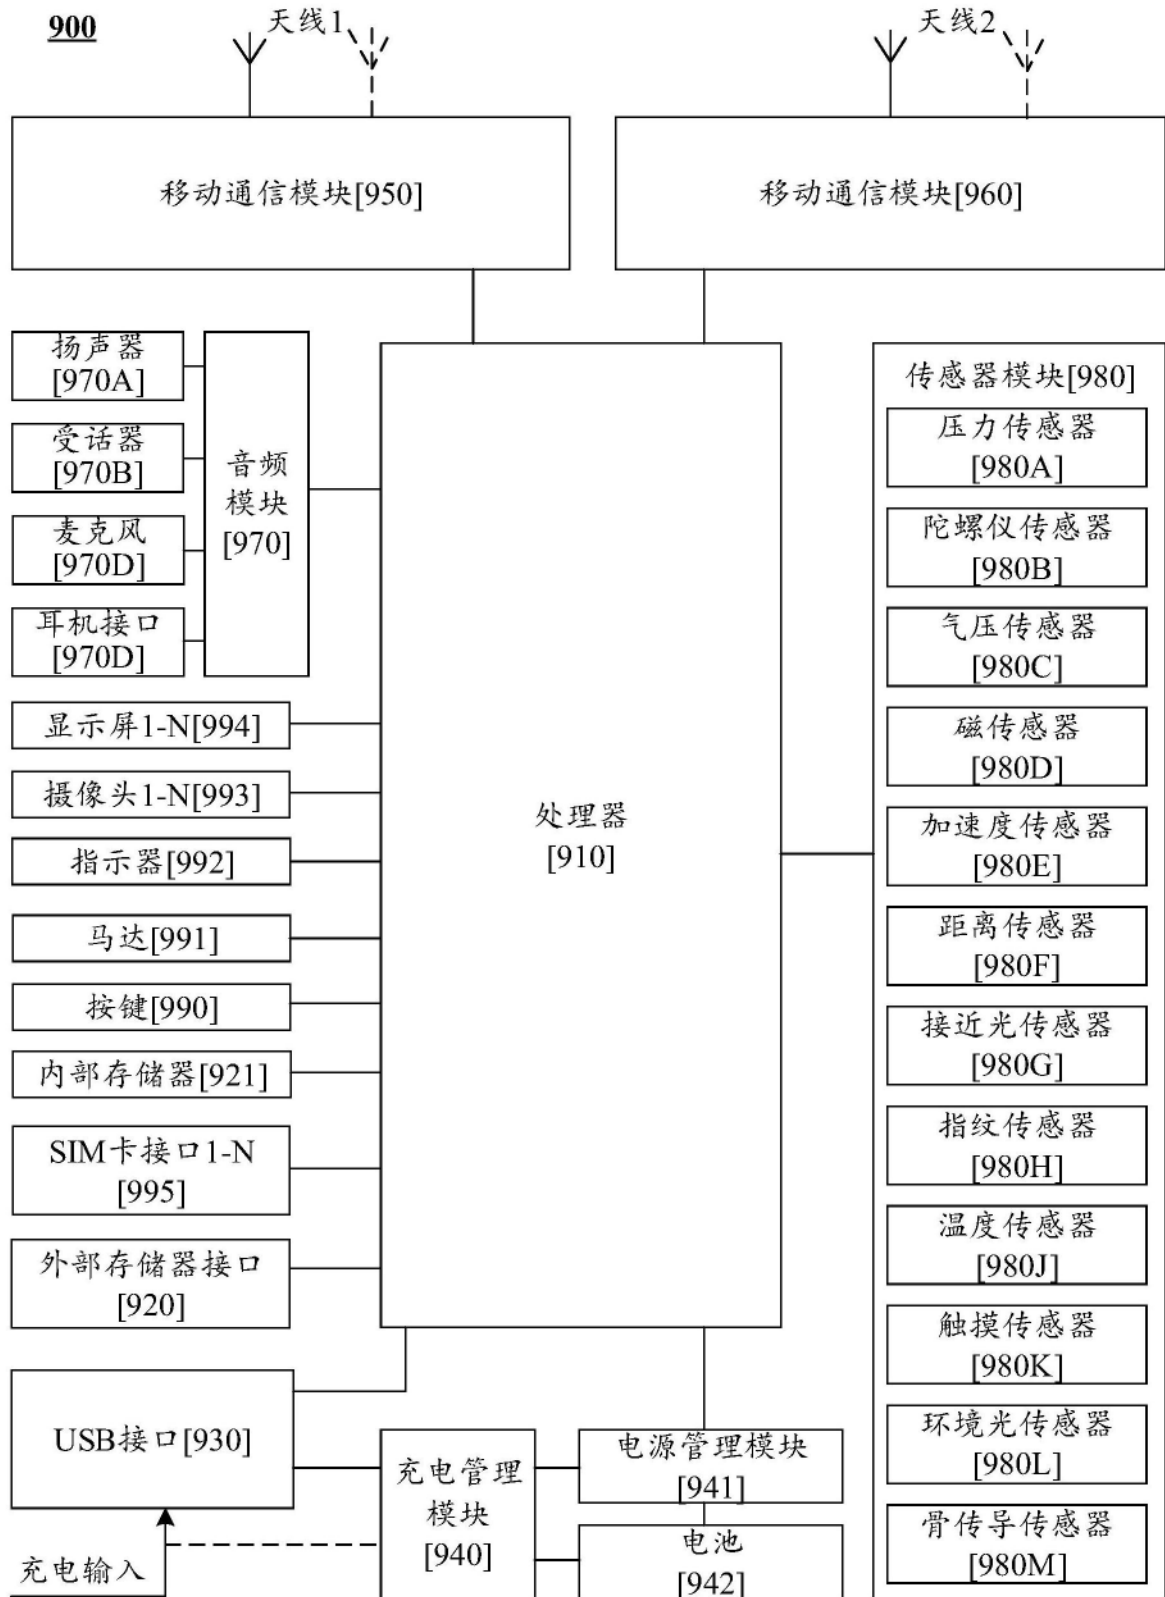 900
天线1
天线2
移动通信模块[950]
移动通信模块[960]
扬声器
[970A]
受话器
[970B]
麦克风
[970D]
耳机接口
[970D]
音频
模块
[970]
显示屏1-N[994]
摄像头1-N[993]
指示器[992]
马达[991]
按键[990]
内部存储器[921]
SIM卡接口1-N
[995]
外部存储器接口
[920]
USB接口[930]
充电输入
处理器
[910]
充电管理
模块
[940]
电源管理模块
[941]
电池
[942]
传感器模块[980]
压力传感器
[980A]
陀螺仪传感器
[980B]
气压传感器
[980C]
磁传感器
[980D]
加速度传感器
[980E]
距离传感器
[980F]
接近光传感器
[980G]
指纹传感器
[980H]
温度传感器
[980J]
触摸传感器
[980K]
环境光传感器
[980L]
骨传导传感器
[980M]